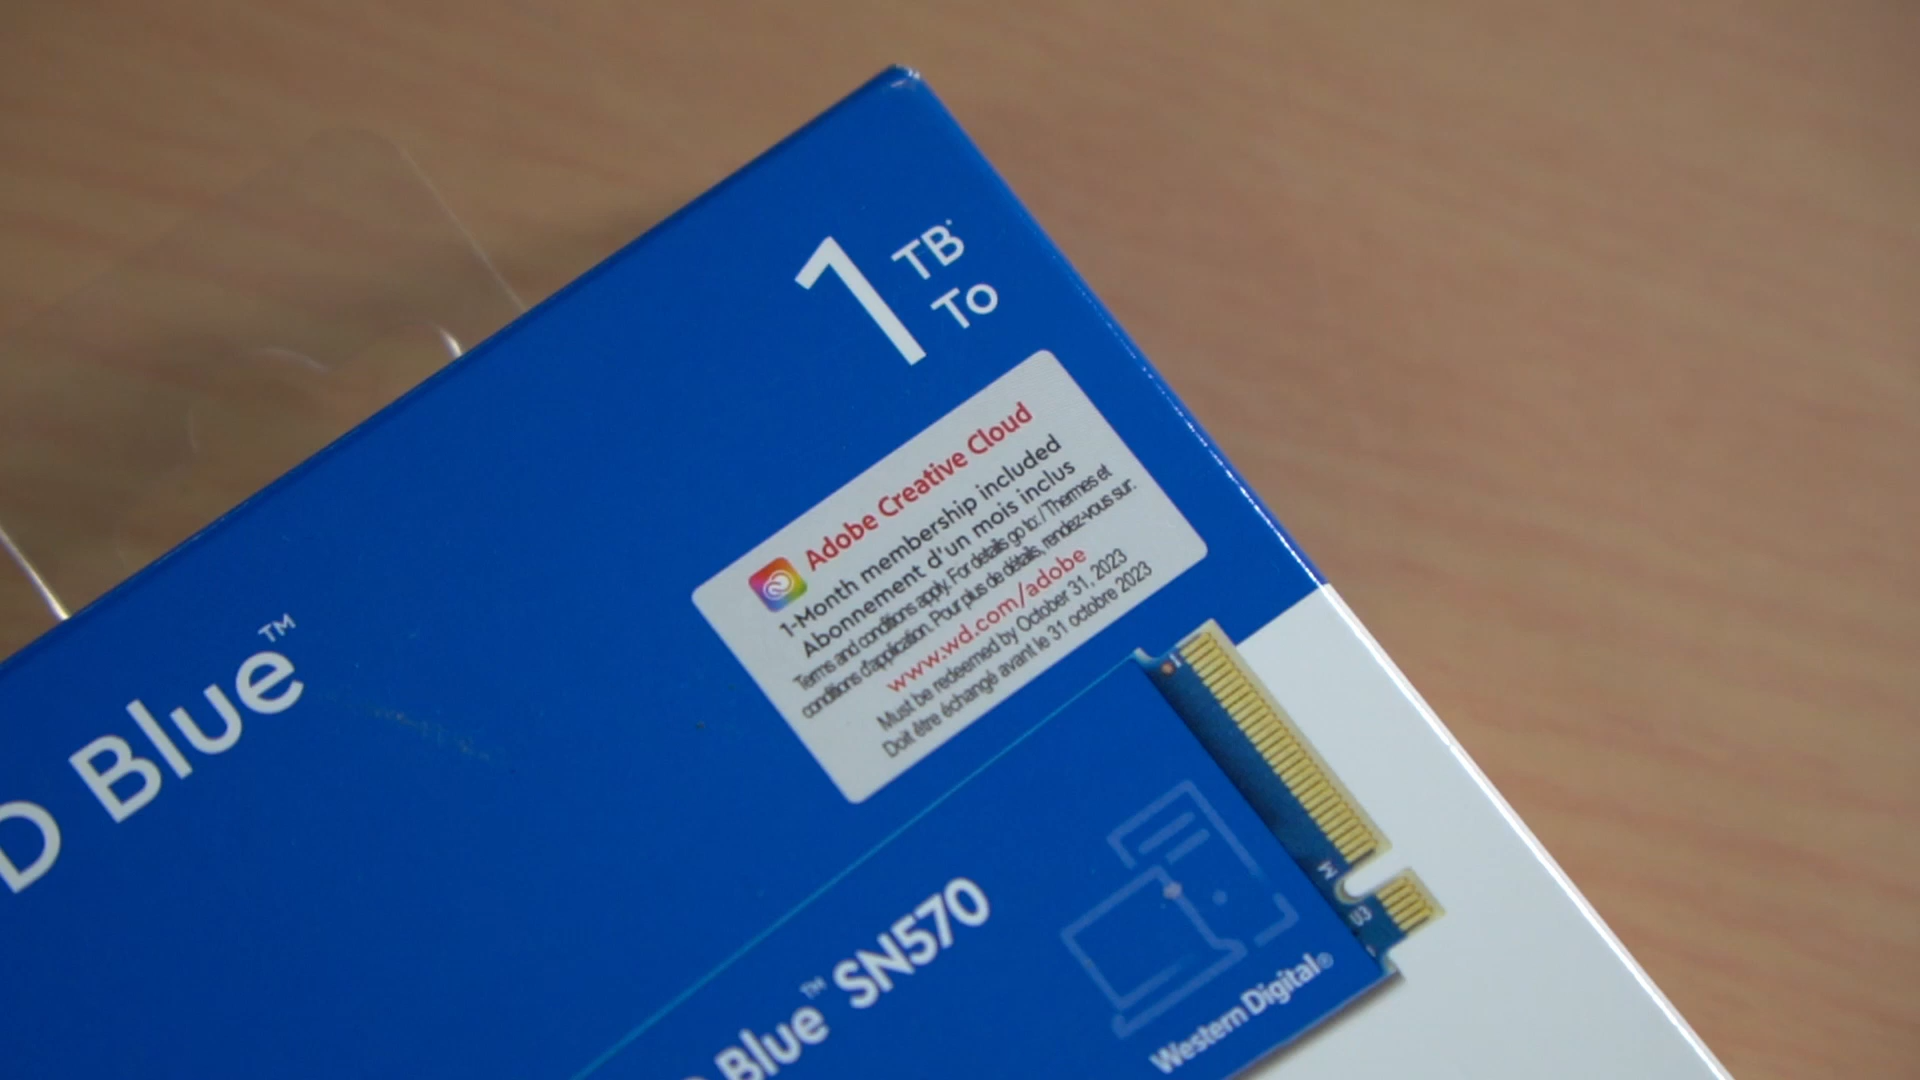 1 TB*
To
Adobe Creative Cloud
1-Month membership included
Abonnement d'un mois inclus
Terms and conditions apply. For details go to: / Thermes et
conditions d'application. Pour plus de détails, rendez-vous sur:
www.wd.com/adobe
Must be redeemed by October 31, 2023
Doit être échangé avant le 31 octobre 2023
D Blue™
Blue™ SN570
Western Digital®
M
U3